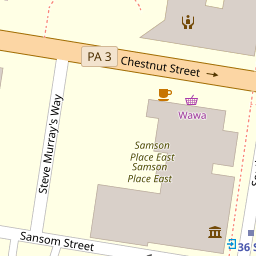 PA 3
Chestnut Street
Wawa
Steve Murray's Way
Samson
Place East
Samson
Place East
Sansom Street
36 S